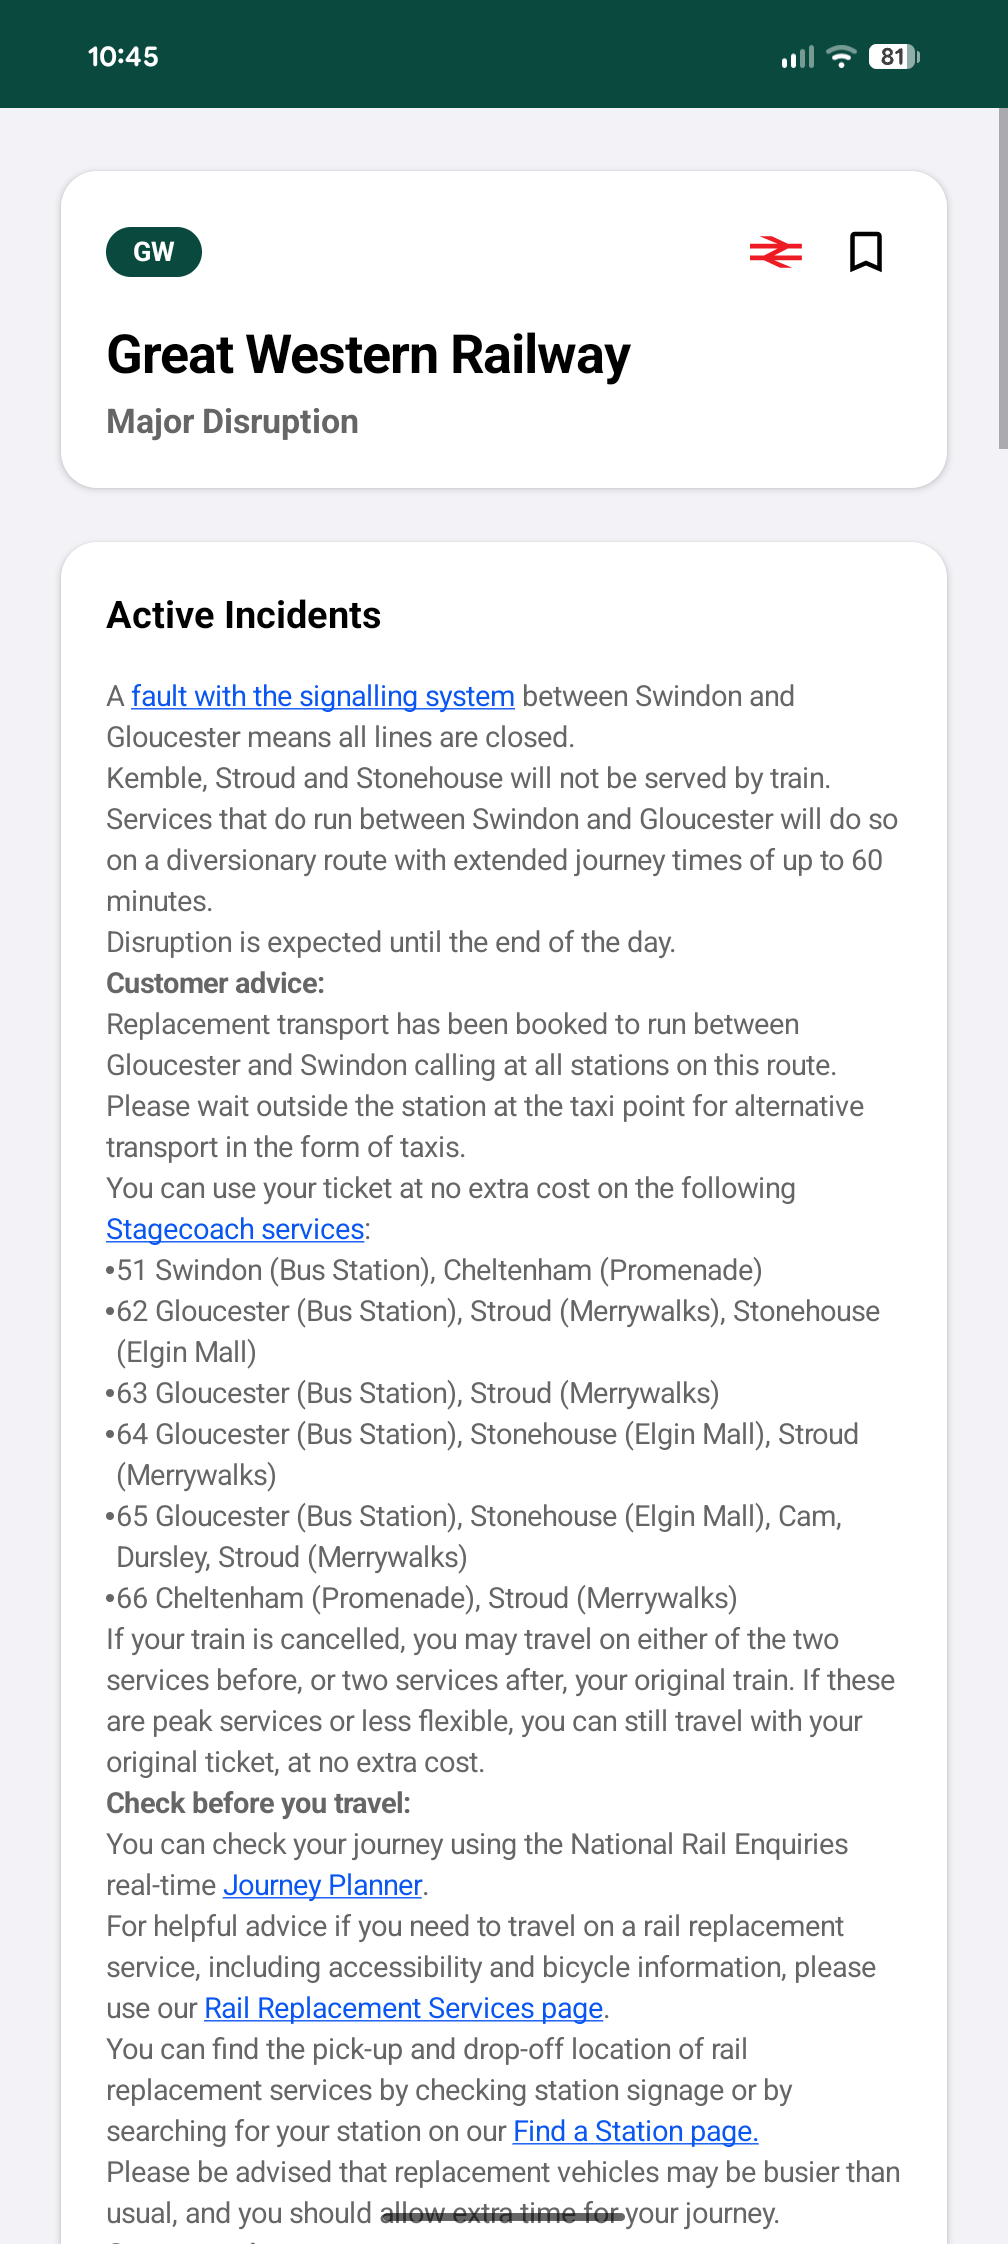 10:45
81
GW
Great Western Railway
Major Disruption
Active Incidents
A fault with the signalling system between Swindon and
Gloucester means all lines are closed.
Kemble, Stroud and Stonehouse will not be served by train.
Services that do run between Swindon and Gloucester will do so
on a diversionary route with extended journey times of up to 60
minutes.
Disruption is expected until the end of the day.
Customer advice:
Replacement transport has been booked to run between
Gloucester and Swindon calling at all stations on this route.
Please wait outside the station at the taxi point for alternative
transport in the form of taxis.
You can use your ticket at no extra cost on the following
Stagecoach services:
•51 Swindon (Bus Station), Cheltenham (Promenade)
•62 Gloucester (Bus Station), Stroud (Merrywalks), Stonehouse
(Elgin Mall)
•63 Gloucester (Bus Station), Stroud (Merrywalks)
•64 Gloucester (Bus Station), Stonehouse (Elgin Mall), Stroud
(Merrywalks)
•65 Gloucester (Bus Station), Stonehouse (Elgin Mall), Cam,
Dursley, Stroud (Merrywalks)
•66 Cheltenham (Promenade), Stroud (Merrywalks)
If your train is cancelled, you may travel on either of the two
services before, or two services after, your original train. If these
are peak services or less flexible, you can still travel with your
original ticket, at no extra cost.
Check before you travel:
You can check your journey using the National Rail Enquiries
real-time Journey Planner.
For helpful advice if you need to travel on a rail replacement
service, including accessibility and bicycle information, please
use our Rail Replacement Services page.
You can find the pick-up and drop-off location of rail
replacement services by checking station signage or by
searching for your station on our Find a Station page.
Please be advised that replacement vehicles may be busier than
usual, and you should allow extra time for your journey.